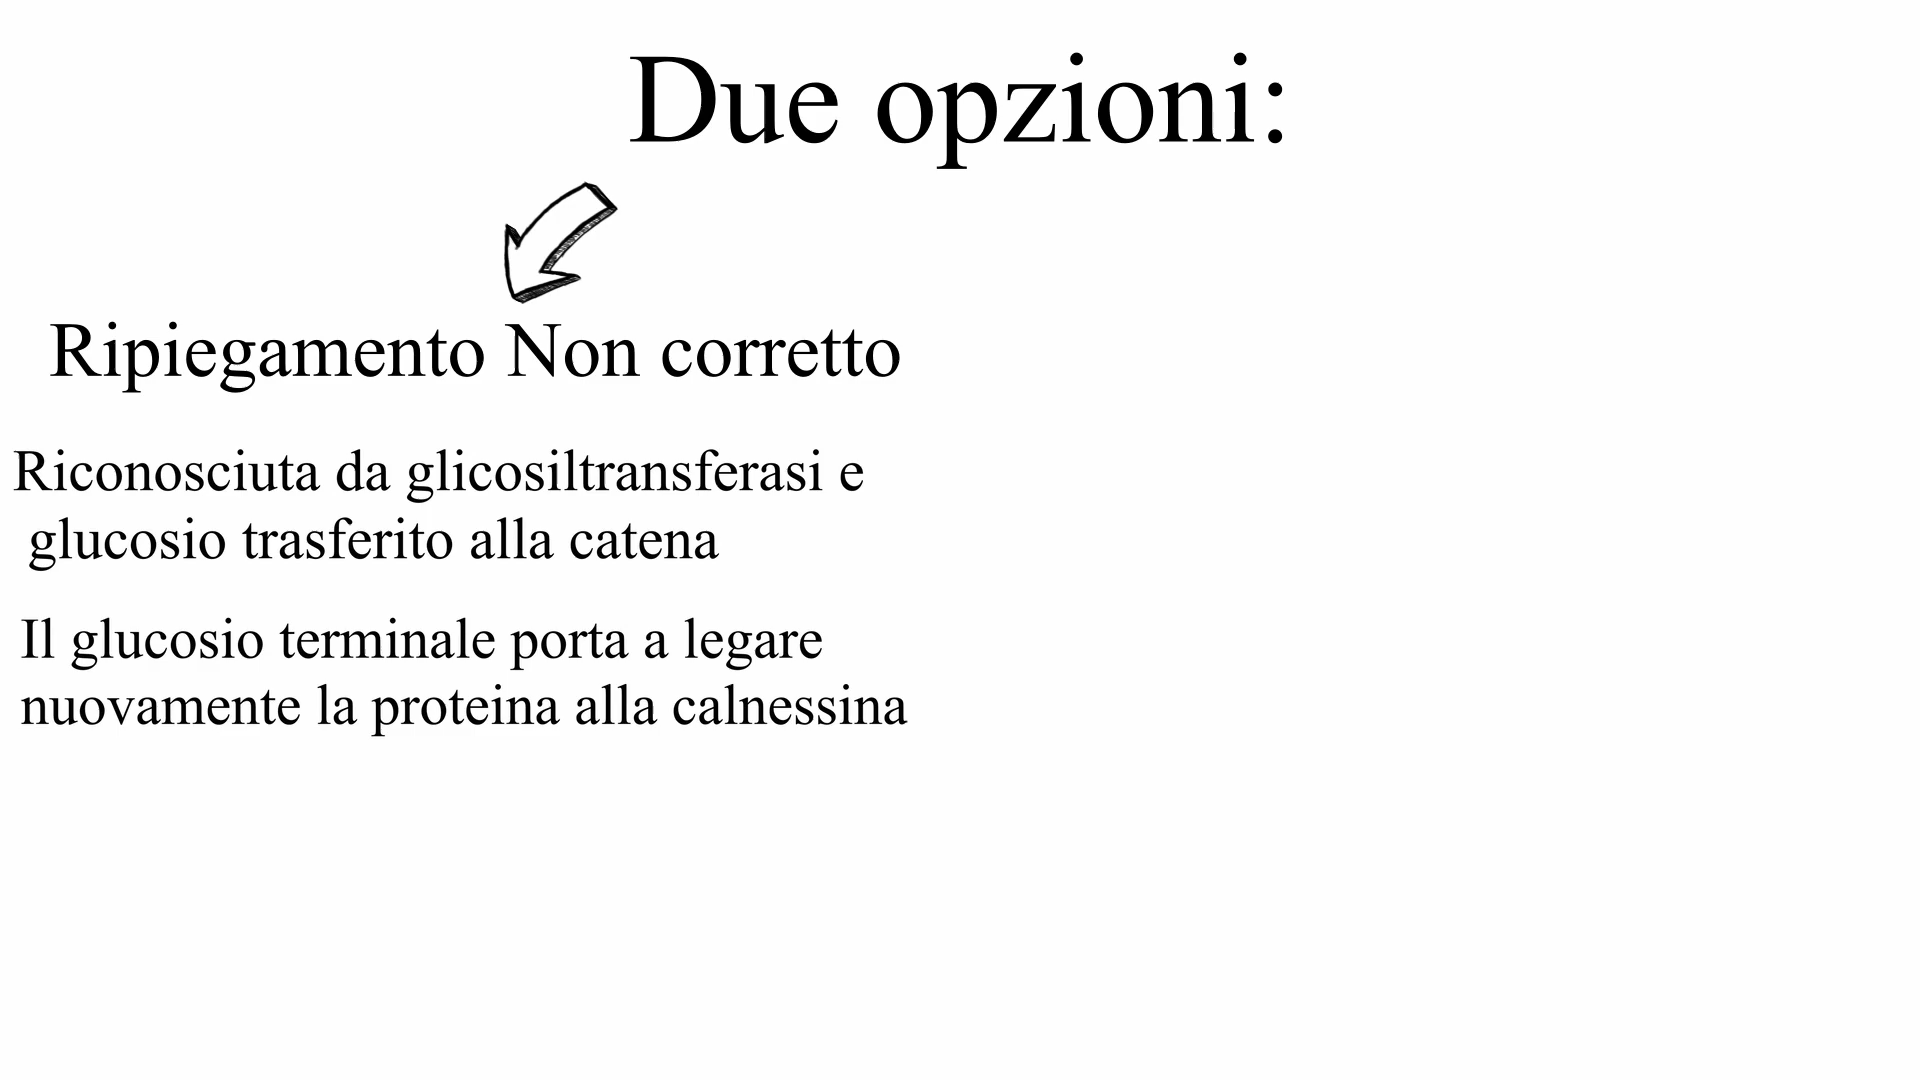 Due opzioni:
Ripiegamento Non corretto
Riconosciuta da glicosiltransferasi e
glucosio trasferito alla catena
Il glucosio terminale porta a legare
nuovamente la proteina alla calnessina